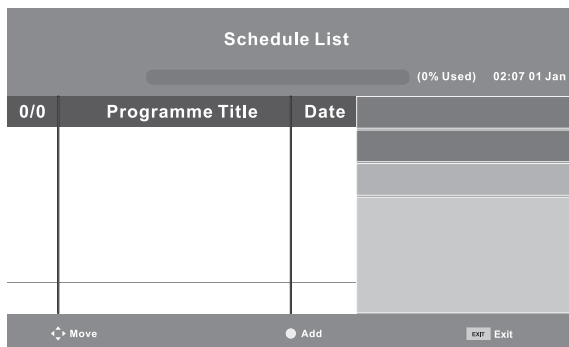 Schedule List
(0% Used) 02:07 01 Jan
0/0 Programme Title Date
Move Add EXIT Exit